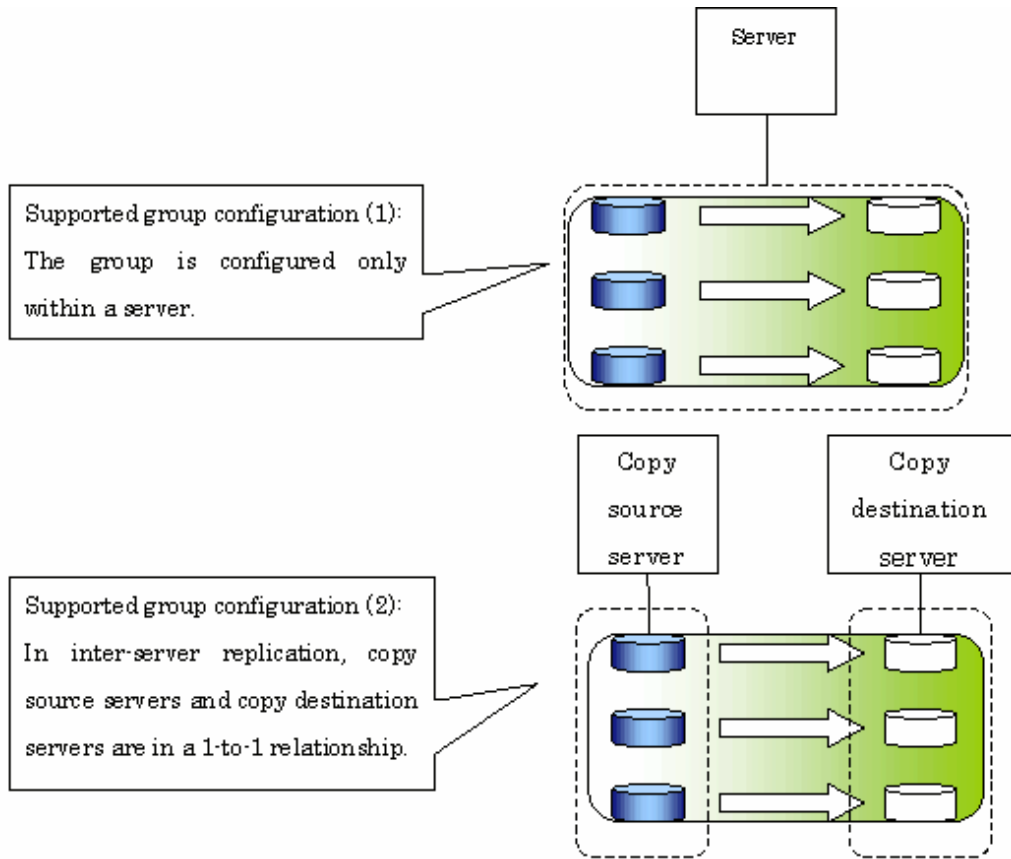 Server
Supported group configuration (1):
The group is configured only
within a server.
Copy
source
server
Copy
destination
server
Supported group configuration (2):
In inter-server replication, copy
source servers and copy destination
servers are in a 1-to-1 relationship.